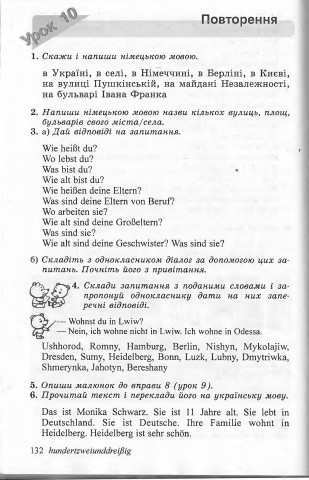 Урок 10
Повторення
1. Скажи і напиши німецькою мовою.
в Україні, в селі, в Німеччині, в Берліні, в Києві,
на вулиці Пушкінській, на майдані Незалежності,
на бульварі Івана Франка
2. Напиши німецькою мовою назви кількох вулиць, площ,
бульварів свого міста/села.
3. а) Дай відповіді на запитання.
Wie heißt du?
Wo lebst du?
Was bist du?
Wie alt bist du?
Wie heißen deine Eltern?
Was sind deine Eltern von Beruf?
Wo arbeiten sie?
Wie alt sind deine Großeltern?
Was sind sie?
Wie alt sind deine Geschwister? Was sind sie?
б) Складіть з однокласником діалог за допомогою цих за-
питань. Почніть його з привітання.
4. Склади запитання з поданими словами і за-
пропонуй однокласнику дати на них запе-
речні відповіді.
— Wohnst du in Lwiw?
— Nein, ich wohne nicht in Lwiw. Ich wohne in Odessa.
Ushhorod, Romny, Hamburg, Berlin, Nishyn, Mykolajiw,
Dresden, Sumy, Heidelberg, Bonn, Luzk, Lubny, Dmytriwka,
Shmerynka, Jahotyn, Bereshany
5. Опиши малюнок до вправи 8 (урок 9).
6. Прочитай текст і переклади його на українську мову.
Das ist Monika Schwarz. Sie ist 11 Jahre alt. Sie lebt in
Deutschland. Sie ist Deutsche. Ihre Familie wohnt in
Heidelberg. Heidelberg ist sehr schön.
132 hundertzweiunddreißig